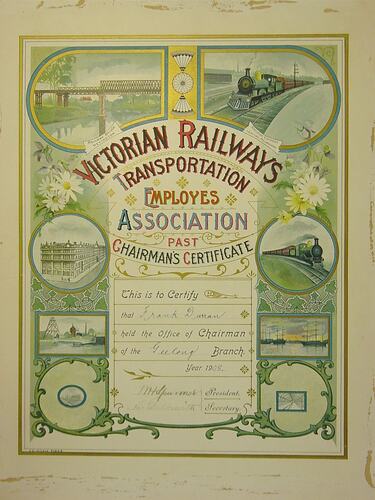 VICTORIAN RAILWAYS
TRANSPORTATION
EMPLOYES
ASSOCIATION
PAST
CHAIRMAN'S CERTIFICATE
This is to Certify
that Frank Duran
held the Office of Chairman
of the Geelong Branch.
Year 1908.
President.
Secretary.